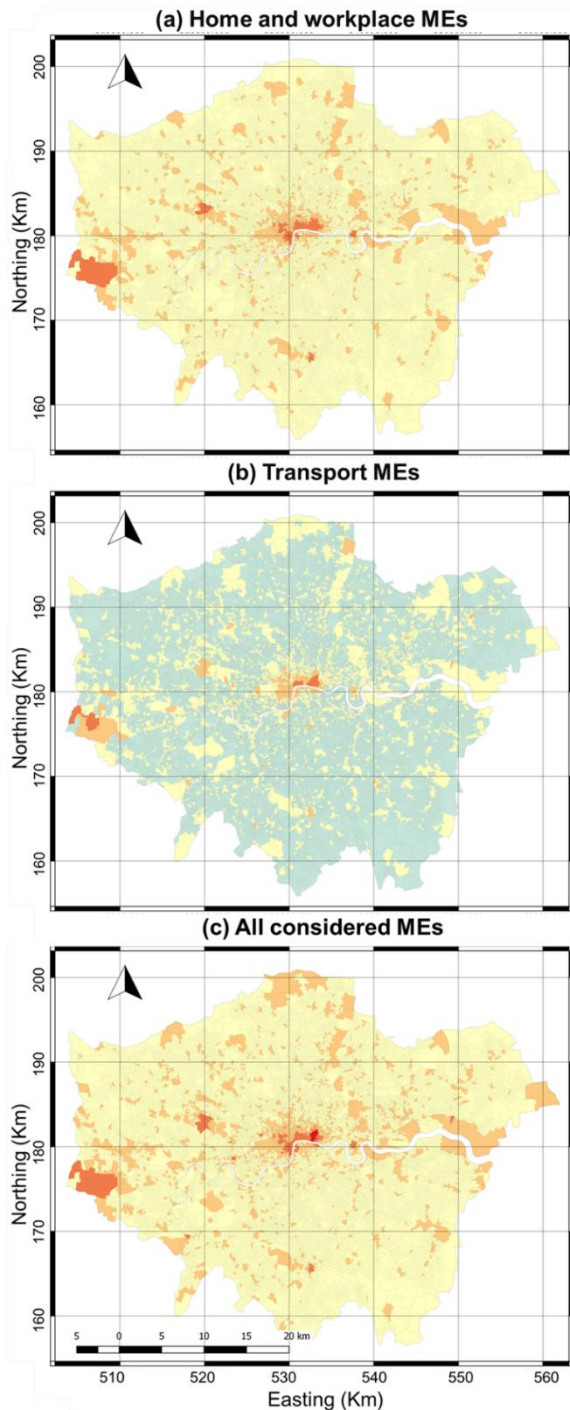 (a) Home and workplace MEs
200
190
180
170
160
Northing (Km)
(b) Transport MEs
200
190
180
170
160
Northing (Km)
(c) All considered MEs
200
190
180
170
160
Northing (Km)
5 0 5 10 15 20 km
510 520 530 540 550 560
Easting (Km)